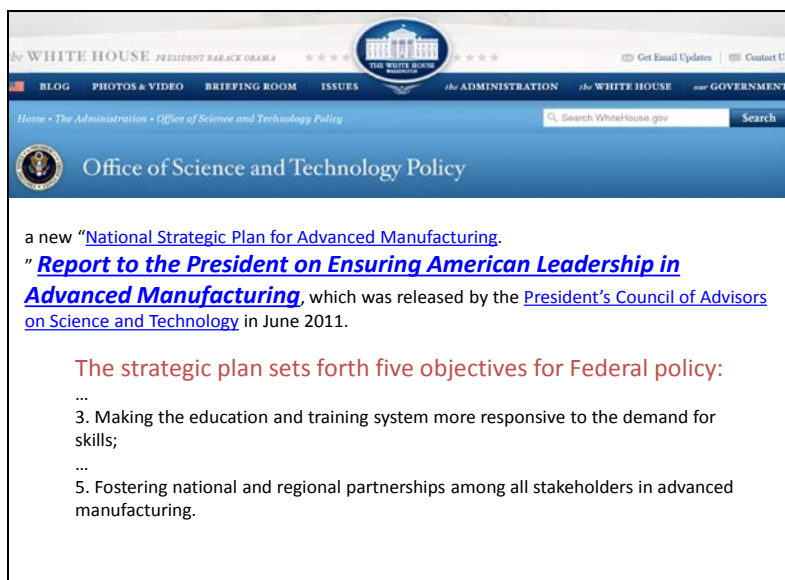 the WHITE HOUSE PRESIDENT BARACK OBAMA
THE WHITE HOUSE
WASHINGTON
Get Email Updates
Contact U
BLOG PHOTOS & VIDEO BRIEFING ROOM ISSUES the ADMINISTRATION the WHITE HOUSE our GOVERNMENT
Home • The Administration • Office of Science and Technology Policy
Search WhiteHouse.gov
Search
Office of Science and Technology Policy
a new “National Strategic Plan for Advanced Manufacturing.
” Report to the President on Ensuring American Leadership in
Advanced Manufacturing, which was released by the President’s Council of Advisors
on Science and Technology in June 2011.
The strategic plan sets forth five objectives for Federal policy:
…
3. Making the education and training system more responsive to the demand for
skills;
…
5. Fostering national and regional partnerships among all stakeholders in advanced
manufacturing.